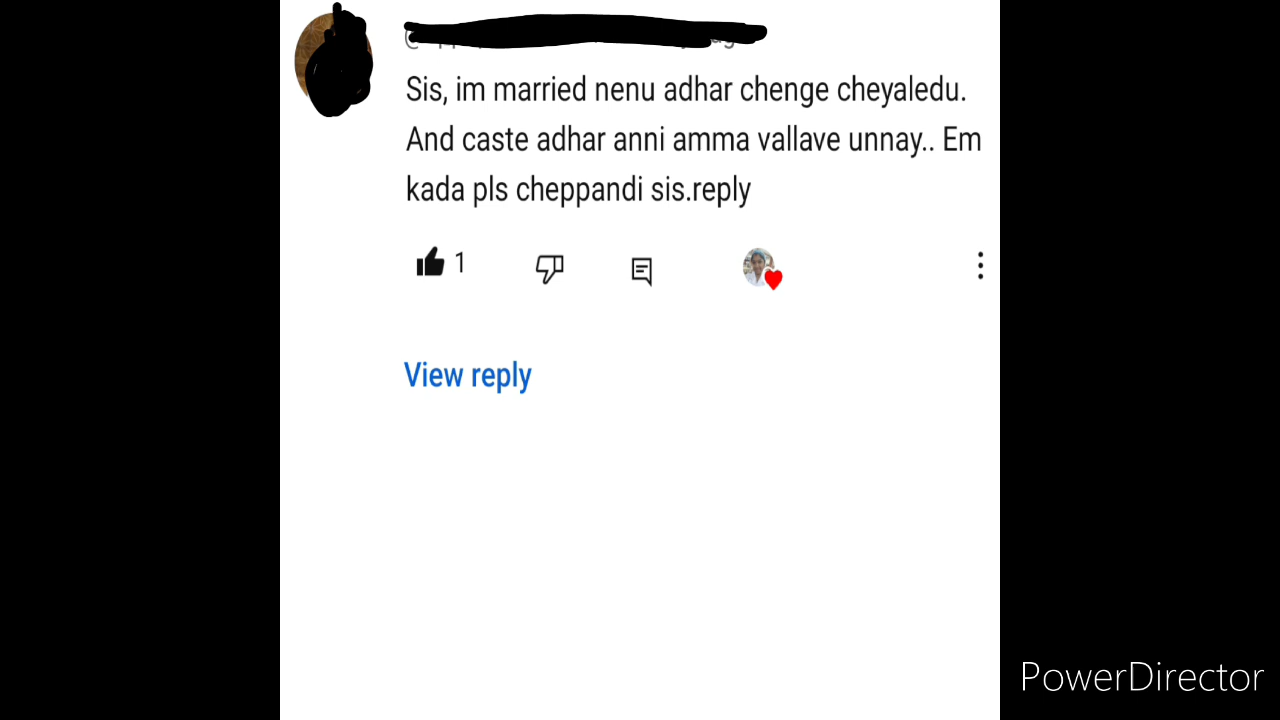 Sis, im married nenu adhar chenge cheyaledu.
And caste adhar anni amma vallave unnay.. Em
kada pls cheppandi sis.reply
1
View reply
PowerDirector